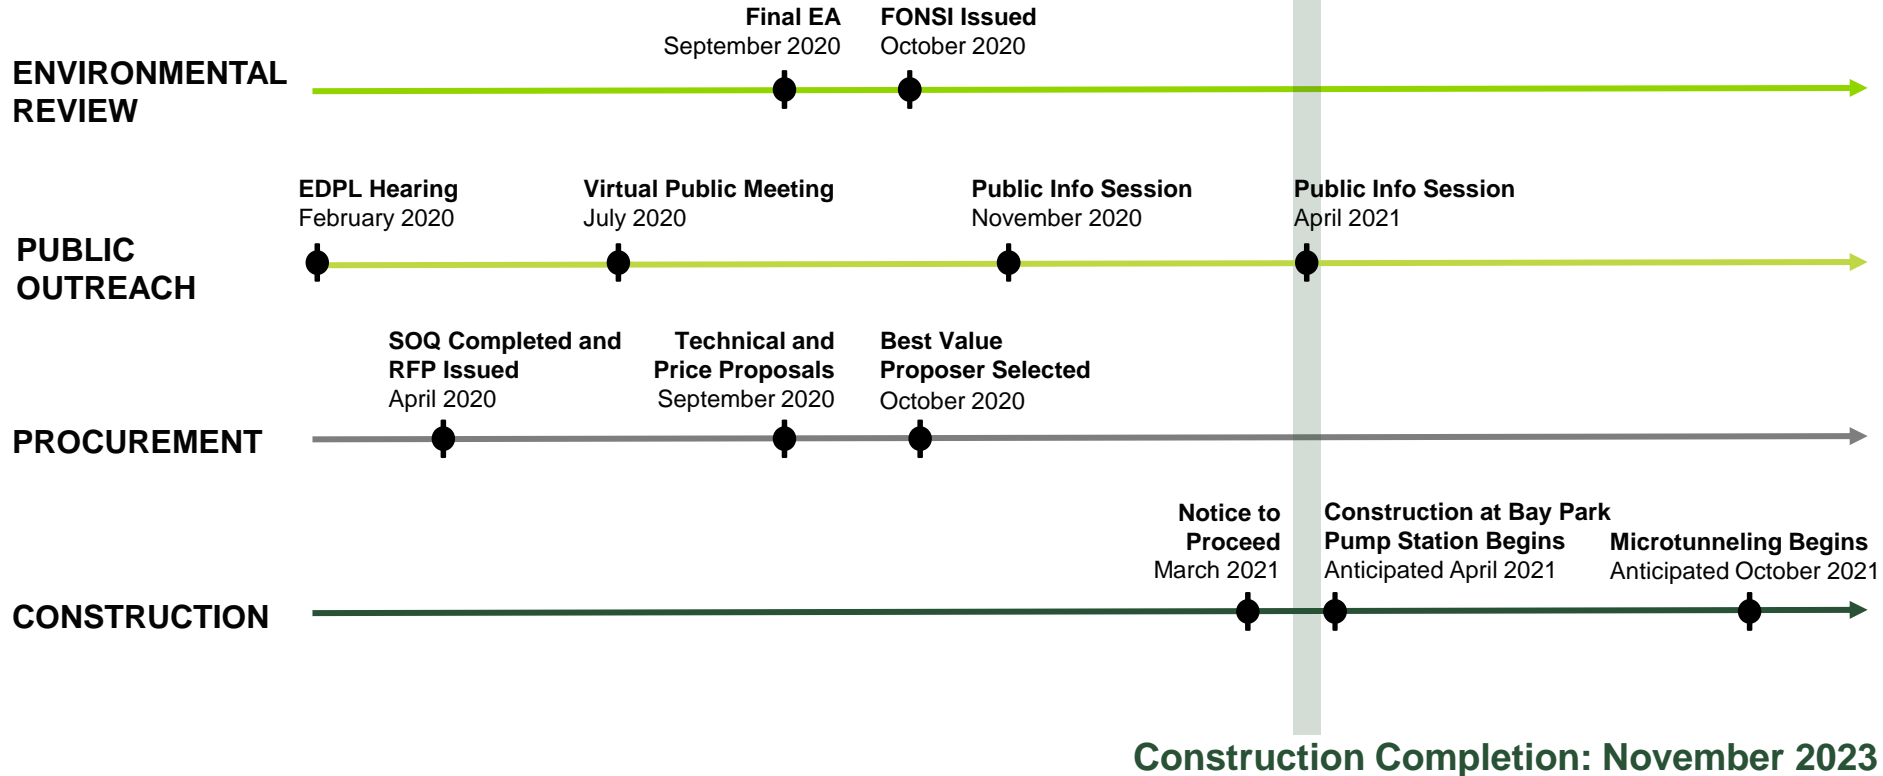 Final EA
September 2020
FONSI Issued
October 2020
ENVIRONMENTAL
REVIEW
EDPL Hearing
February 2020
Virtual Public Meeting
July 2020
Public Info Session
November 2020
Public Info Session
April 2021
PUBLIC
OUTREACH
SOQ Completed and
RFP Issued
April 2020
Technical and
Price Proposals
September 2020
Best Value
Proposer Selected
October 2020
PROCUREMENT
Notice to
Proceed
March 2021
Construction at Bay Park
Pump Station Begins
Anticipated April 2021
Microtunneling Begins
Anticipated October 2021
CONSTRUCTION
Construction Completion: November 2023